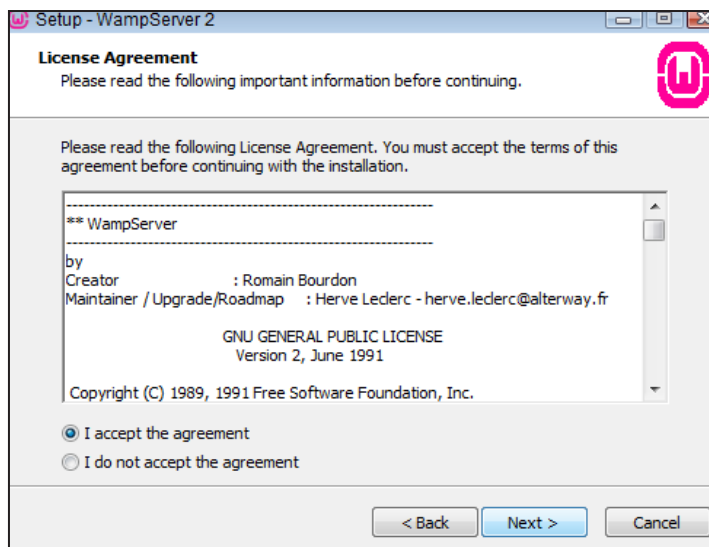 Setup - WampServer 2
License Agreement
Please read the following important information before continuing.
Please read the following License Agreement. You must accept the terms of this
agreement before continuing with the installation.
----------------------------------------------------------------
** WampServer
----------------------------------------------------------------
by
Creator : Romain Bourdon
Maintainer / Upgrade/Roadmap : Herve Leclerc - herve.leclerc@alterway.fr
GNU GENERAL PUBLIC LICENSE
Version 2, June 1991
Copyright (C) 1989, 1991 Free Software Foundation, Inc.
I accept the agreement
I do not accept the agreement
< Back Next > Cancel